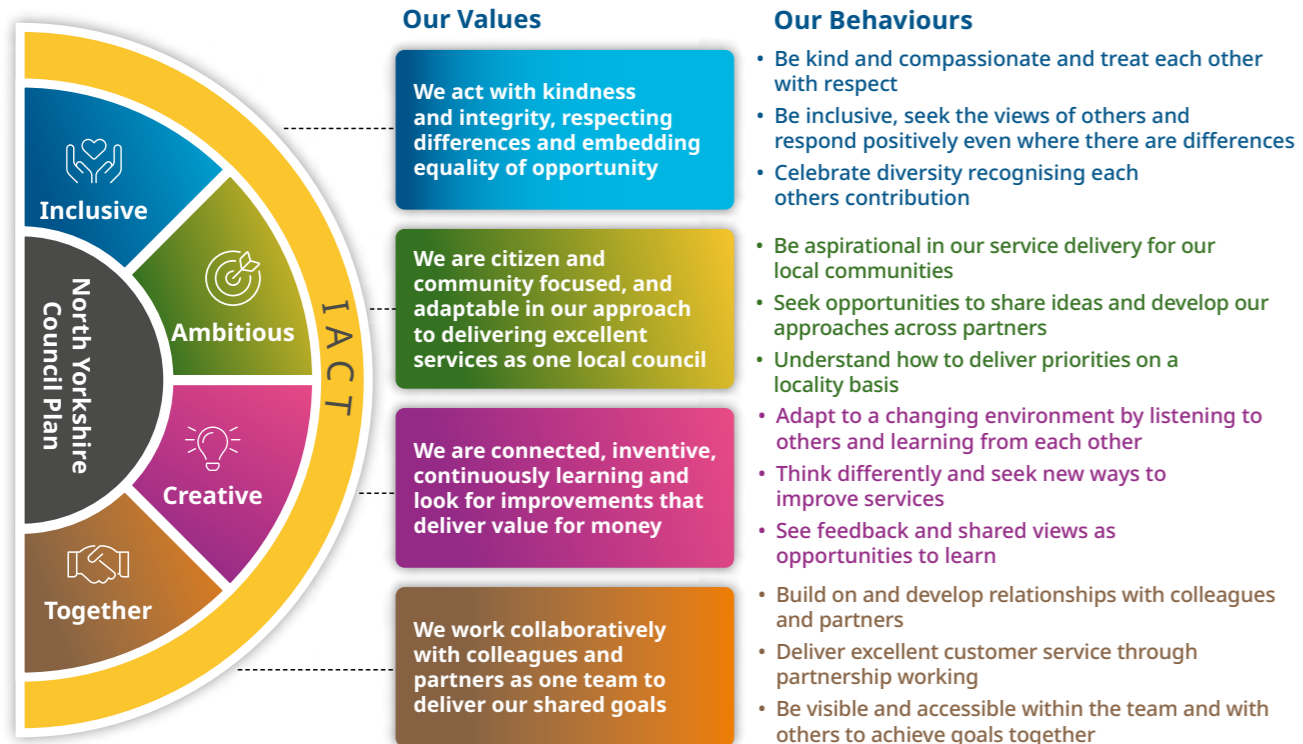 Our Values
Our Behaviours
Inclusive
Ambitious
Creative
Together
North Yorkshire
Council Plan
IACT
We act with kindness
and integrity, respecting
differences and embedding
equality of opportunity
• Be kind and compassionate and treat each other
with respect
• Be inclusive, seek the views of others and
respond positively even where there are differences
• Celebrate diversity recognising each
others contribution
We are citizen and
community focused, and
adaptable in our approach
to delivering excellent
services as one local council
• Be aspirational in our service delivery for our
local communities
• Seek opportunities to share ideas and develop our
approaches across partners
• Understand how to deliver priorities on a
locality basis
We are connected, inventive,
continuously learning and
look for improvements that
deliver value for money
• Adapt to a changing environment by listening to
others and learning from each other
• Think differently and seek new ways to
improve services
• See feedback and shared views as
opportunities to learn
We work collaboratively
with colleagues and
partners as one team to
deliver our shared goals
• Build on and develop relationships with colleagues
and partners
• Deliver excellent customer service through
partnership working
• Be visible and accessible within the team and with
others to achieve goals together